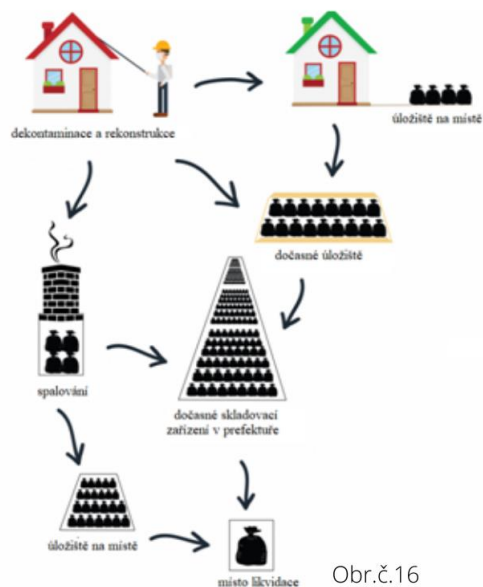 dekontaminace a rekonstrukce
úložiště na místě
dočasné úložiště
spalování
dočasné skladovací
zařízení v prefektuře
úložiště na místě
místo likvidace
Obr.č.16